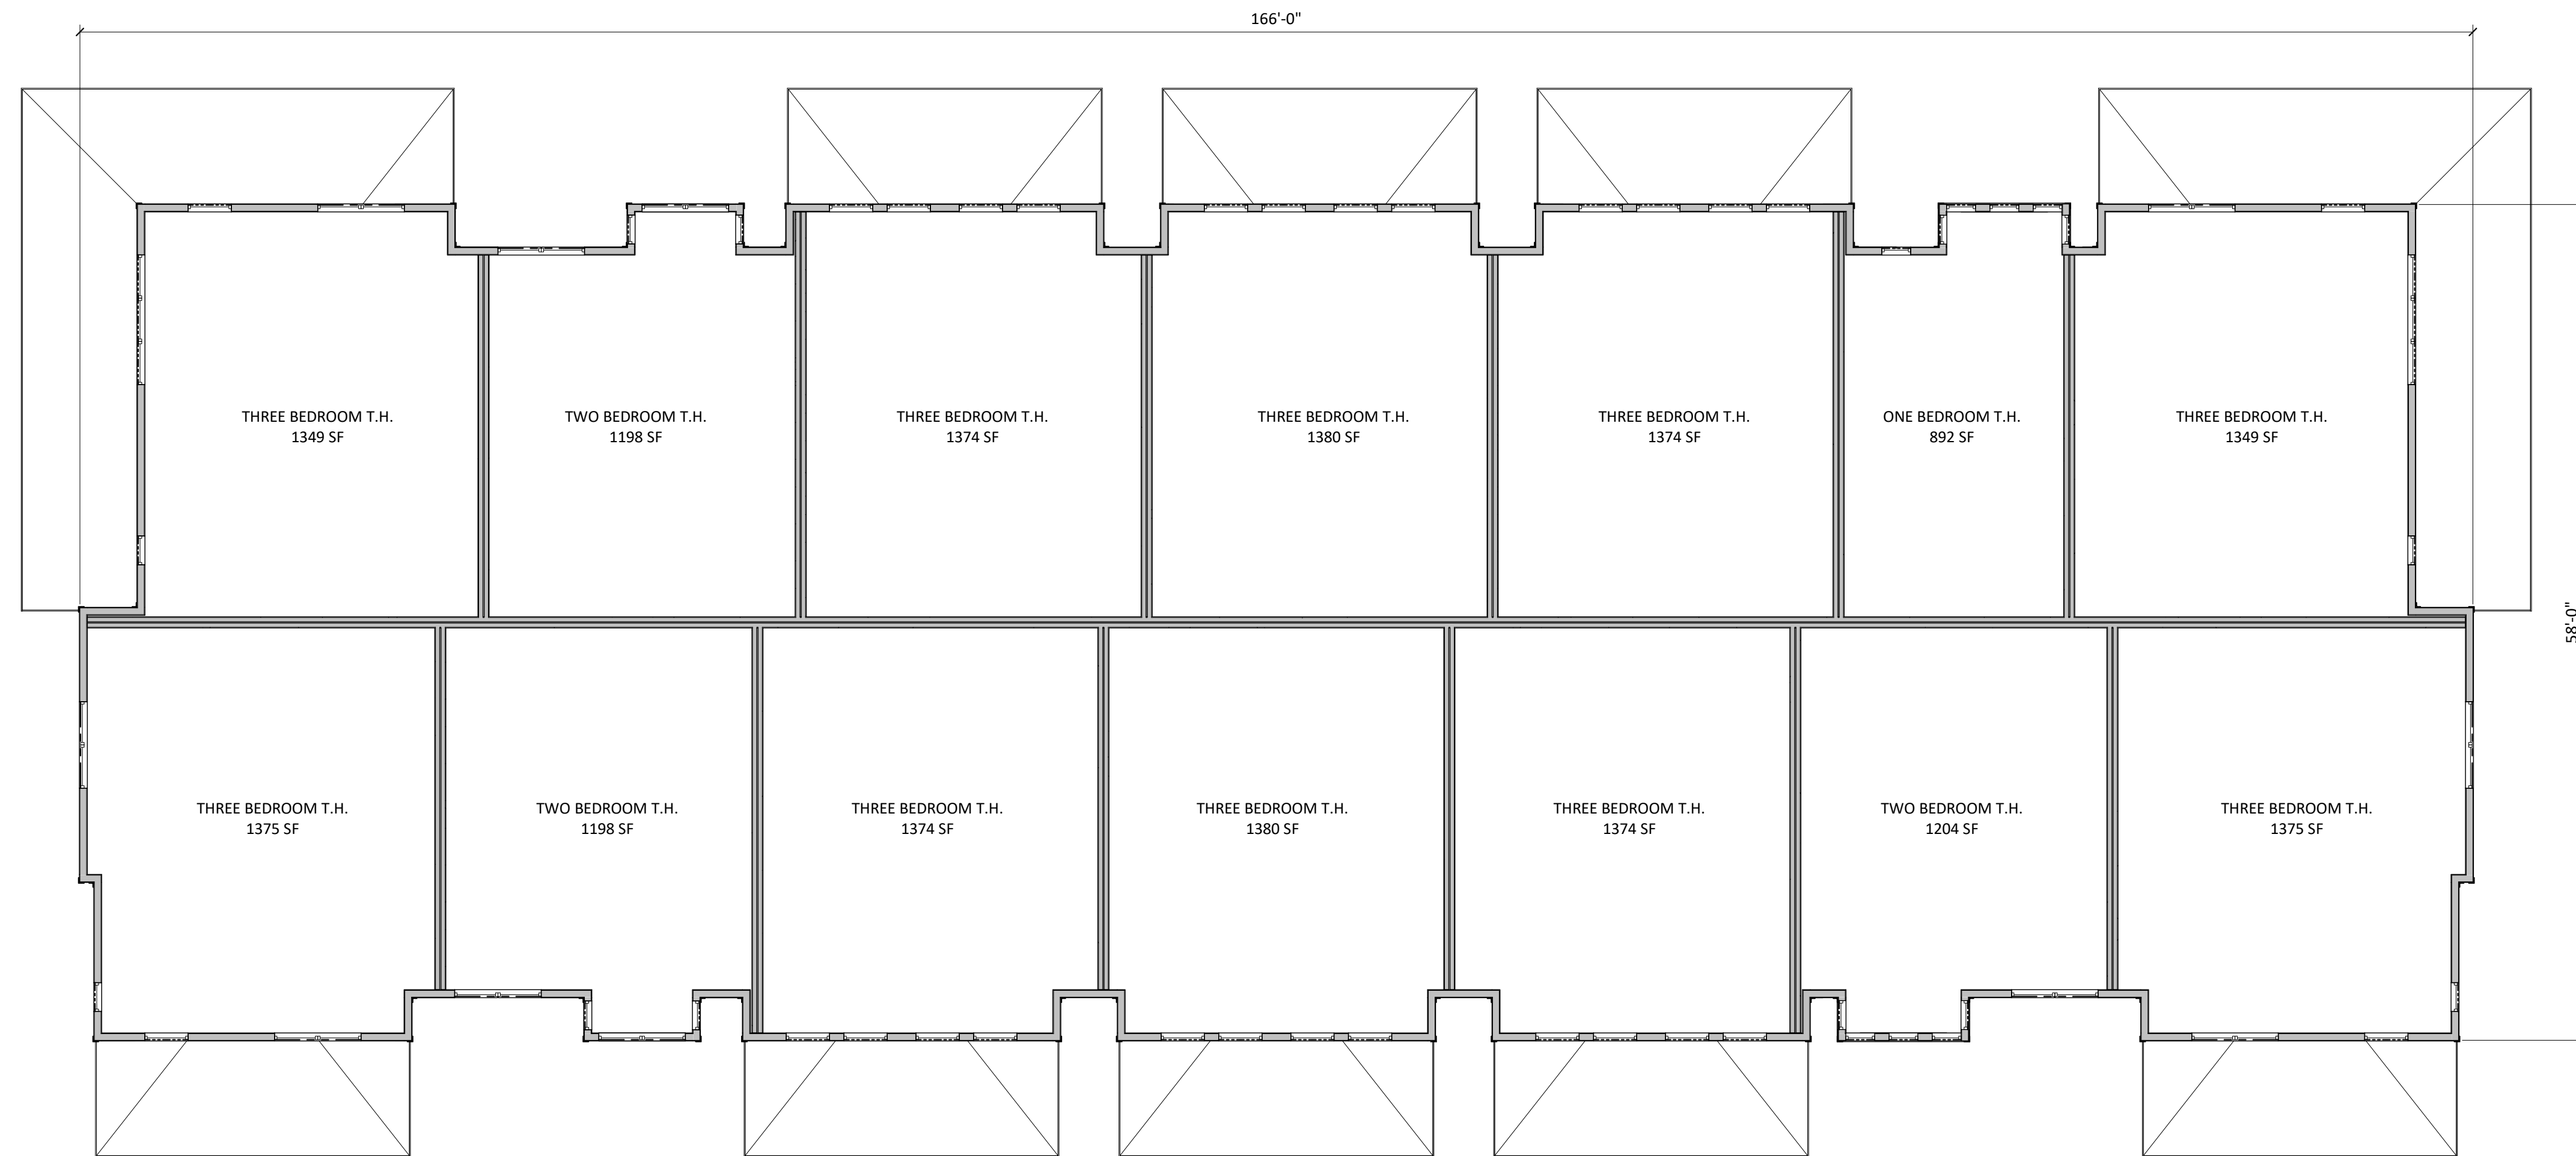 166'-0"
THREE BEDROOM T.H.
1349 SF
TWO BEDROOM T.H.
1198 SF
THREE BEDROOM T.H.
1374 SF
THREE BEDROOM T.H.
1380 SF
THREE BEDROOM T.H.
1374 SF
ONE BEDROOM T.H.
892 SF
THREE BEDROOM T.H.
1349 SF
58'-0"
THREE BEDROOM T.H.
1375 SF
TWO BEDROOM T.H.
1198 SF
THREE BEDROOM T.H.
1374 SF
THREE BEDROOM T.H.
1380 SF
THREE BEDROOM T.H.
1374 SF
TWO BEDROOM T.H.
1204 SF
THREE BEDROOM T.H.
1375 SF